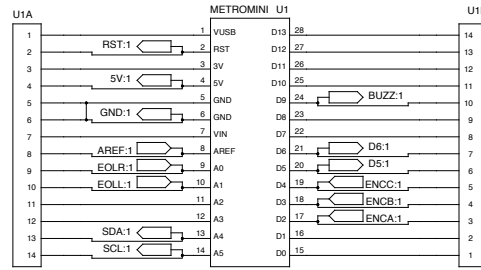 U1A METROMINI U1 U1
1 1 VUSB D13 28 14
RST:1
2 2 RST D12 27 13
3 3 3V D11 26 12
5V:1
4 4 5V D10 25 11
BUZZ:1
5 5 GND D9 24 10
GND:1
6 6 GND D8 23 9
7 7 VIN D7 22 8
8 AREF:1 8 AREF D6 21 D6:1 7
9 EOLR:1 9 A0 D5 20 D5:1 6
10 EOLL:1 10 A1 D4 19 ENCC:1 5
11 11 A2 D3 18 ENCB:1 4
12 12 A3 D2 17 ENCA:1 3
SDA:1
13 13 A4 D1 16 2
SCL:1
14 14 A5 D0 15 1